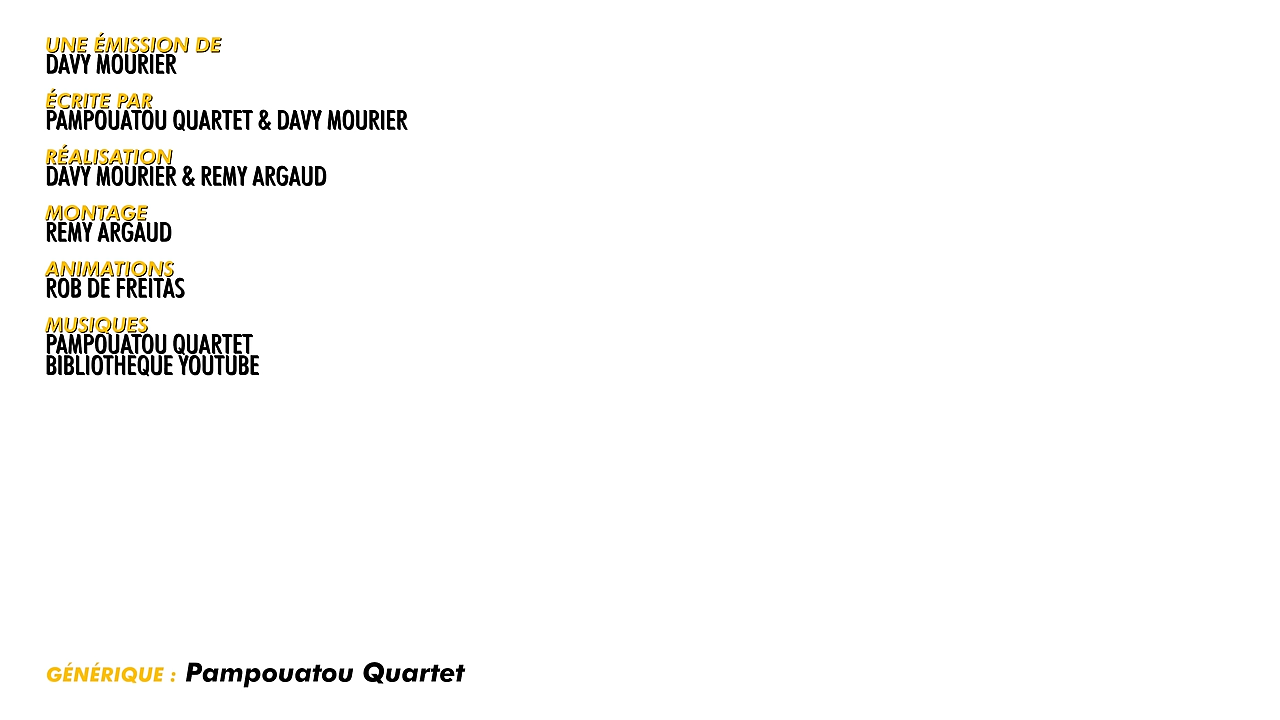 UNE ÉMISSION DE
DAVY MOURIER
ÉCRITE PAR
PAMPOUATOU QUARTET & DAVY MOURIER
RÉALISATION
DAVY MOURIER & REMY ARGAUD
MONTAGE
REMY ARGAUD
ANIMATIONS
ROB DE FREITAS
MUSIQUES
PAMPOUATOU QUARTET
BIBLIOTHEQUE YOUTUBE
GÉNÉRIQUE : Pampouatou Quartet